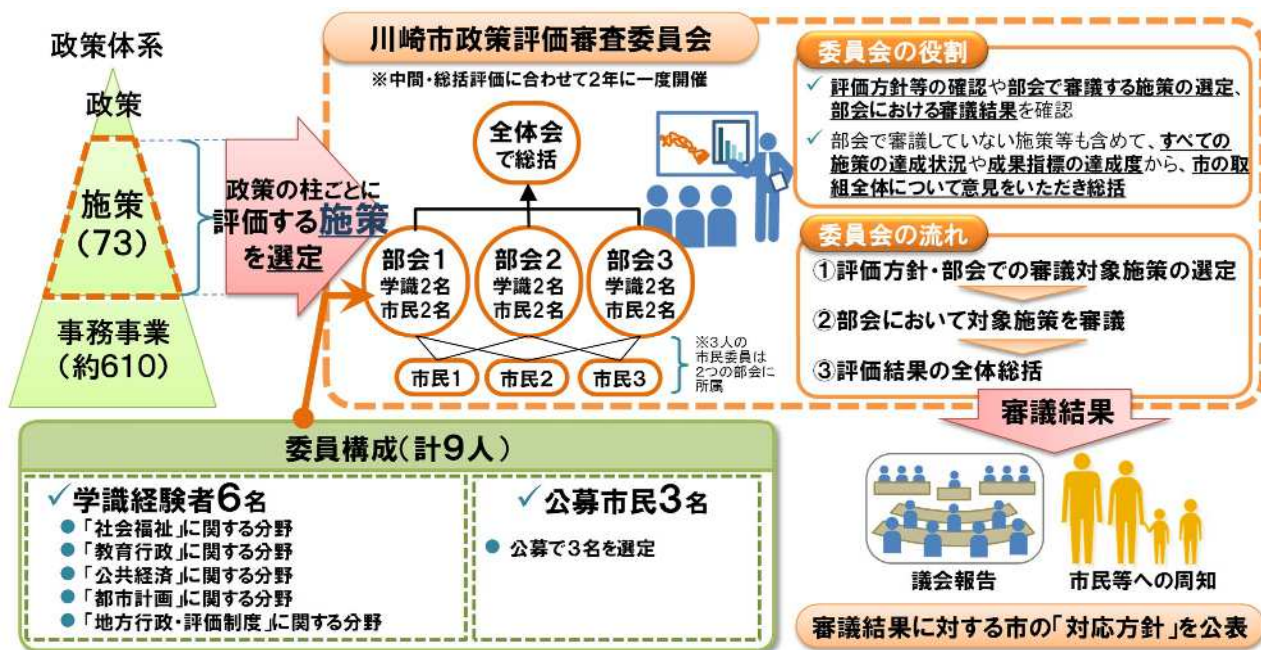 政策体系
政策
施策
(73)
事務事業
(約610)
政策の柱ごとに
評価する施策
を選定
川崎市政策評価審査委員会
※中間・総括評価に合わせて2年に一度開催
全体会
で総括
部会1
学識2名
市民2名
部会2
学識2名
市民2名
部会3
学識2名
市民2名
市民1
市民2
市民3
※3人の
市民委員は
2つの部会に
所属
委員会の役割
✓ 評価方針等の確認や部会で審議する施策の選定、
部会における審議結果を確認
✓ 部会で審議していない施策等も含めて、すべての
施策の達成状況や成果指標の達成度から、市の取
組全体について意見をいただき総括
委員会の流れ
①評価方針・部会での審議対象施策の選定
②部会において対象施策を審議
③評価結果の全体総括
審議結果
議会報告
市民等への周知
審議結果に対する市の「対応方針」を公表
委員構成(計9人)
✓学識経験者6名
●「社会福祉」に関する分野
●「教育行政」に関する分野
●「公共経済」に関する分野
●「都市計画」に関する分野
●「地方行政・評価制度」に関する分野
✓公募市民3名
● 公募で3名を選定